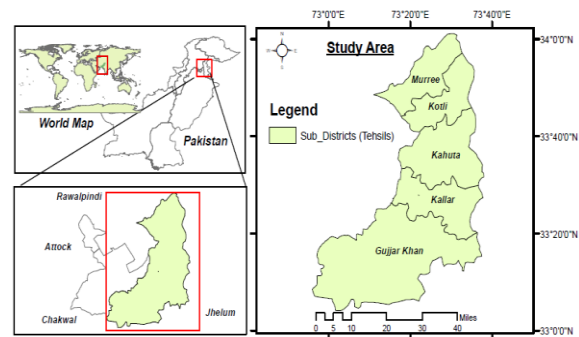 World Map
Pakistan
Rawalpindi
Attock
Chakwal
Jhelum
73°0'0"E 73°20'0"E 73°40'0"E
Study Area
N
S
34°0'0"N
33°40'0"N
33°20'0"N
33°0'0"N
Legend
Sub_Districts (Tehsils)
Murree
Kotli
Kahuta
Kallar
Gujjar Khan
Miles
0 5 10 20 30 40